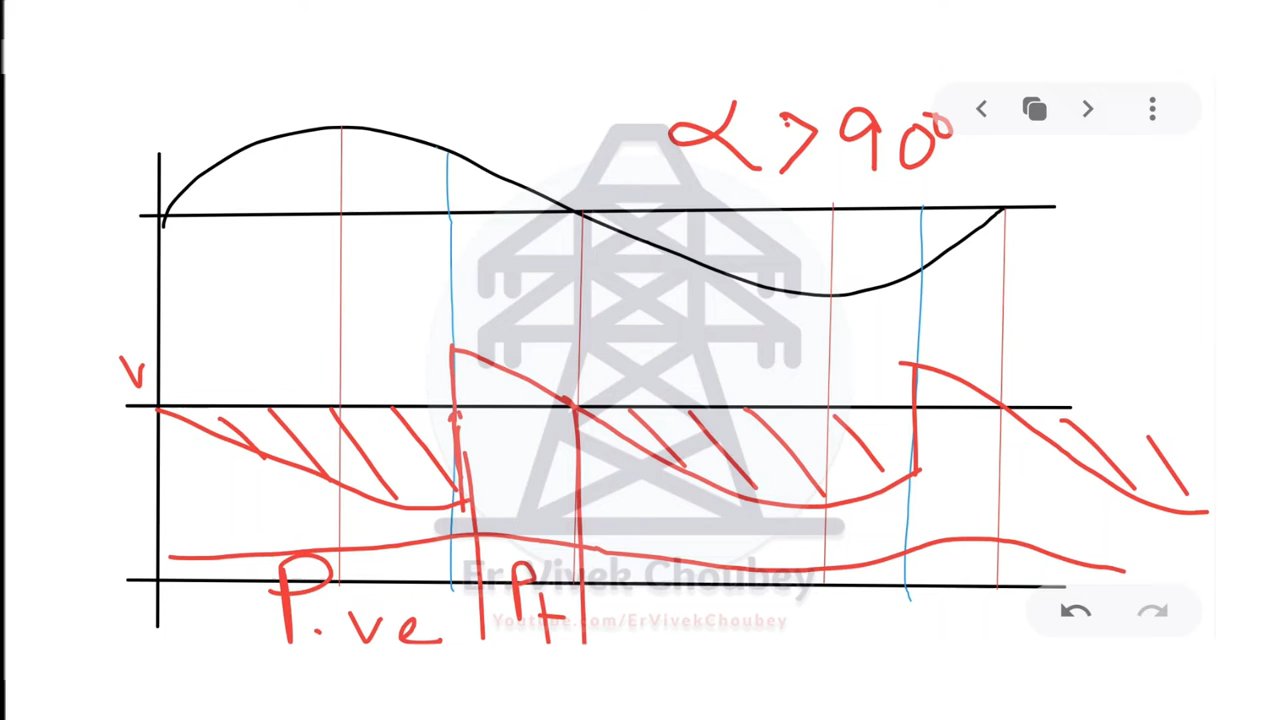 α > 90°
V
Er. Vivek Choubey
P. ve P+
Youtube.com/ErVivekChoubey